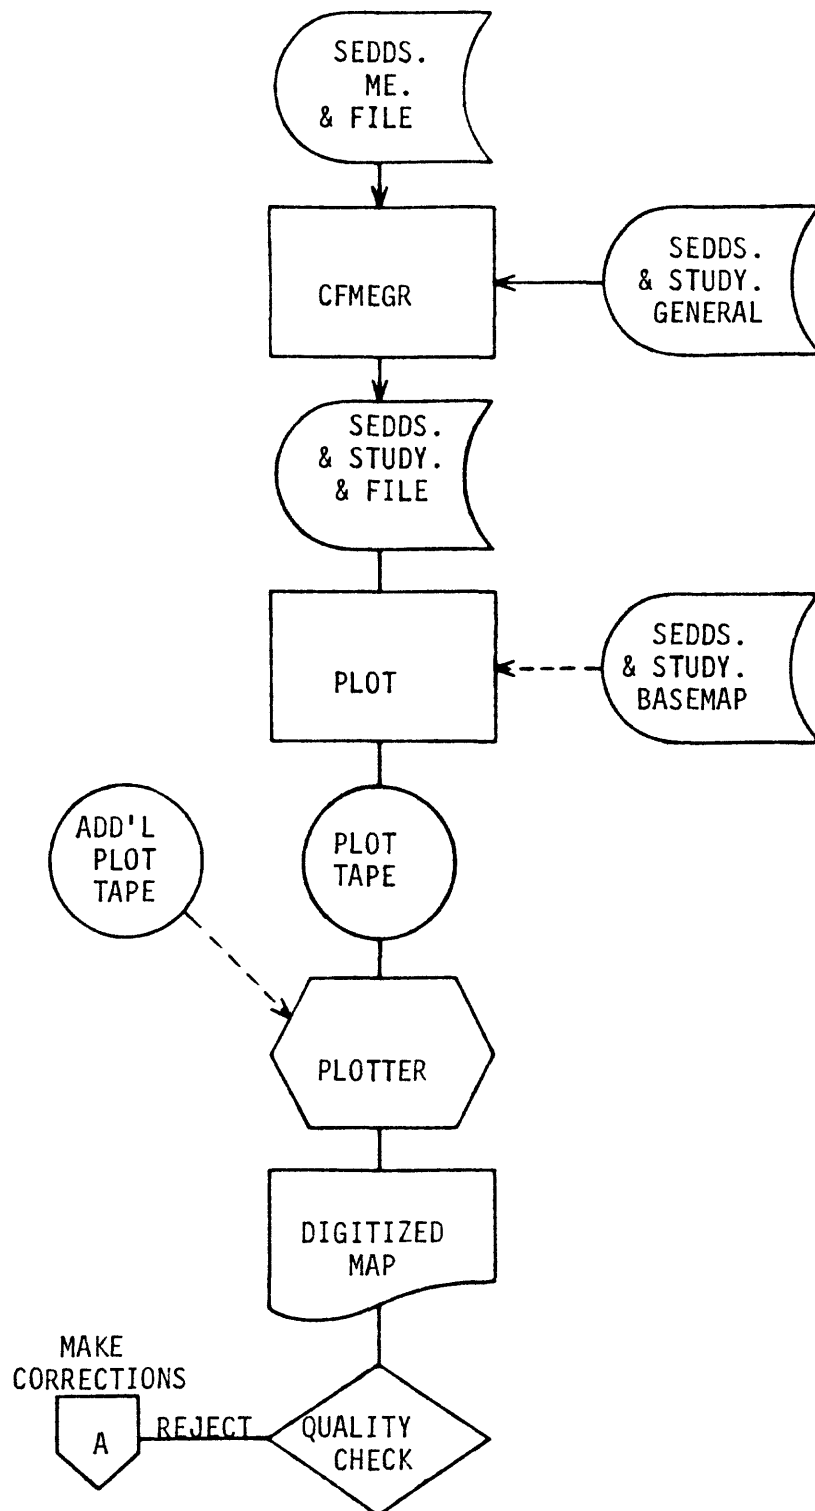 SEDDS.
ME.
& FILE
CFMEGR
SEDDS.
& STUDY.
GENERAL
SEDDS.
& STUDY.
& FILE
PLOT
SEDDS.
& STUDY.
BASEMAP
ADD'L
PLOT
TAPE
PLOT
TAPE
PLOTTER
DIGITIZED
MAP
MAKE
CORRECTIONS
A
REJECT
QUALITY
CHECK